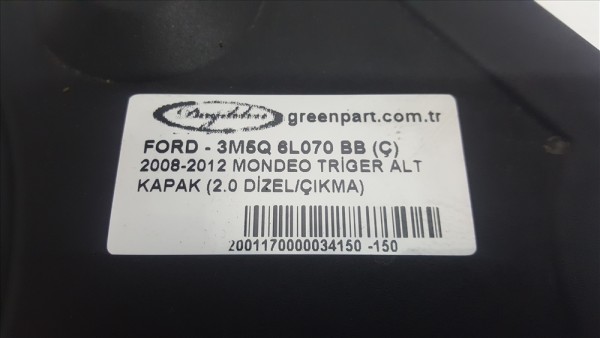 greenpart.com.tr
FORD - 3M5Q 6L070 BB (Ç)
2008-2012 MONDEO TRİGER ALT
KAPAK (2.0 DİZEL/ÇIKMA)
2001170000034150 -150